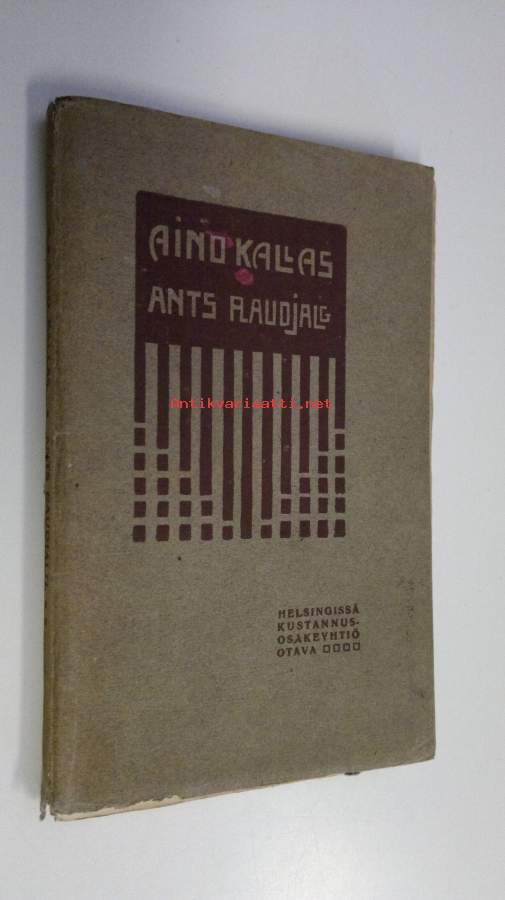 AINO KALLAS
ANTS RAUDJALG
Antikvariaatti.net
HELSINGISSÄ
KUSTANNUS-
OSAKEYHTIÖ
OTAVA